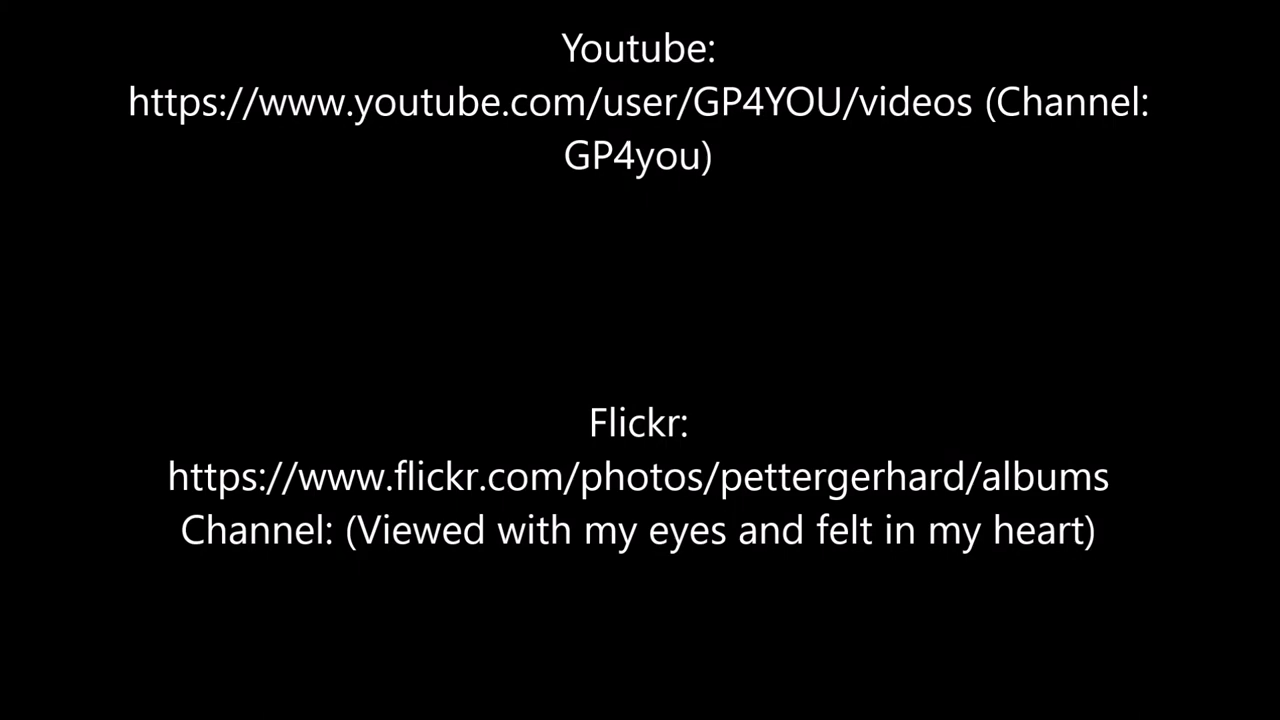 Youtube:
https://www.youtube.com/user/GP4YOU/videos (Channel:
GP4you)
Flickr:
https://www.flickr.com/photos/pettergerhard/albums
Channel: (Viewed with my eyes and felt in my heart)